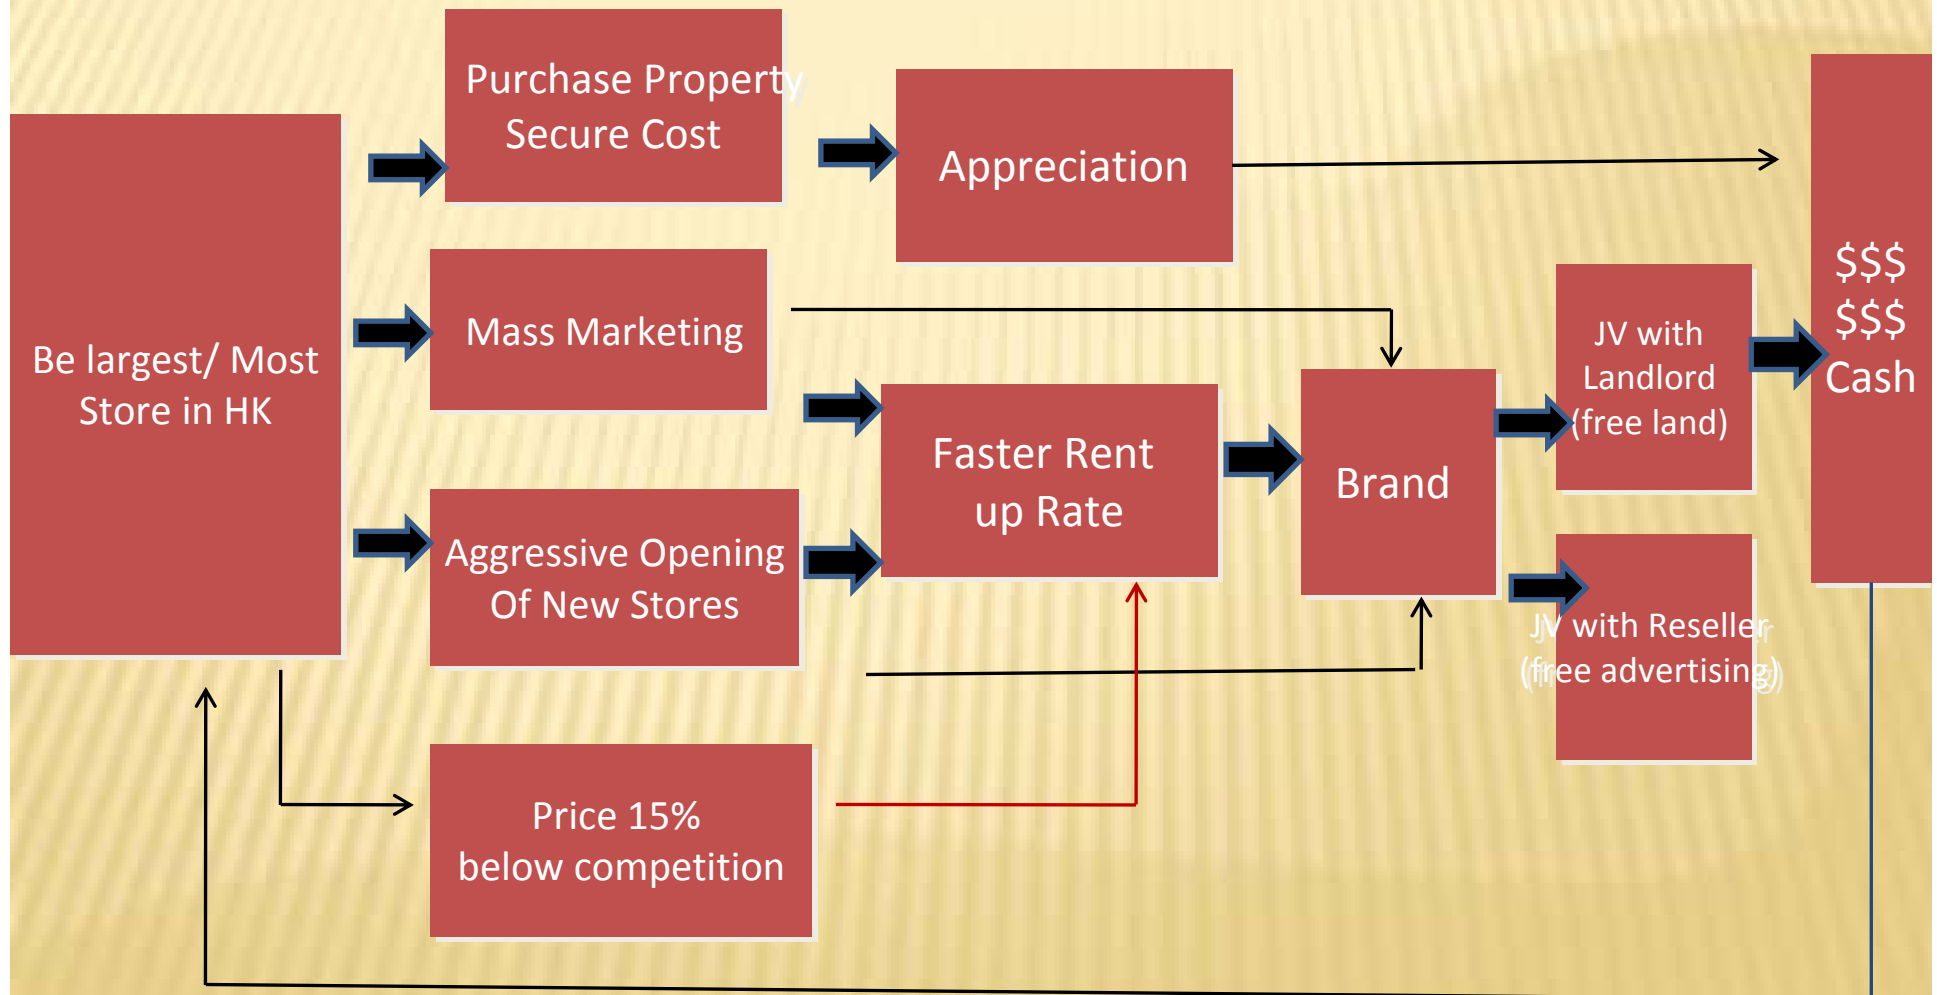 Purchase Property
Secure Cost
Appreciation
Be largest/ Most
Store in HK
Mass Marketing
Aggressive Opening
Of New Stores
Price 15%
below competition
Faster Rent
up Rate
Brand
JV with
Landlord
(free land)
JV with Reseller
(free advertising)
$$$
$$$
Cash